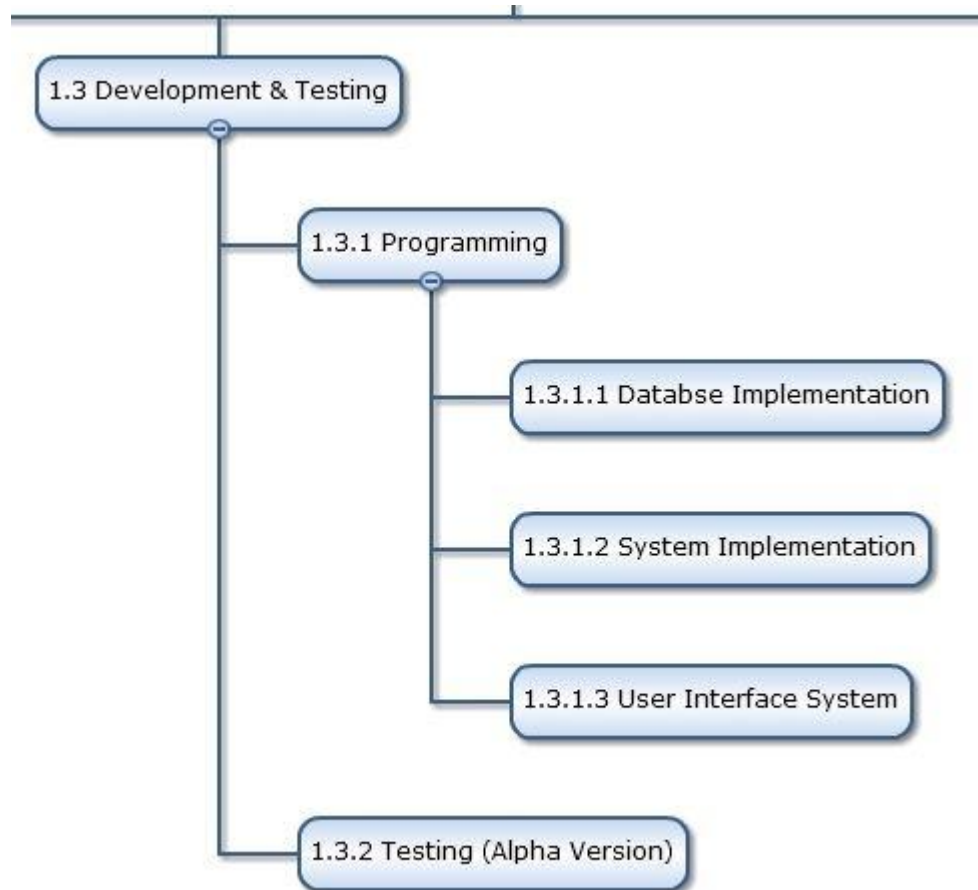 1.3 Development & Testing
1.3.1 Programming
1.3.1.1 Databse Implementation
1.3.1.2 System Implementation
1.3.1.3 User Interface System
1.3.2 Testing (Alpha Version)